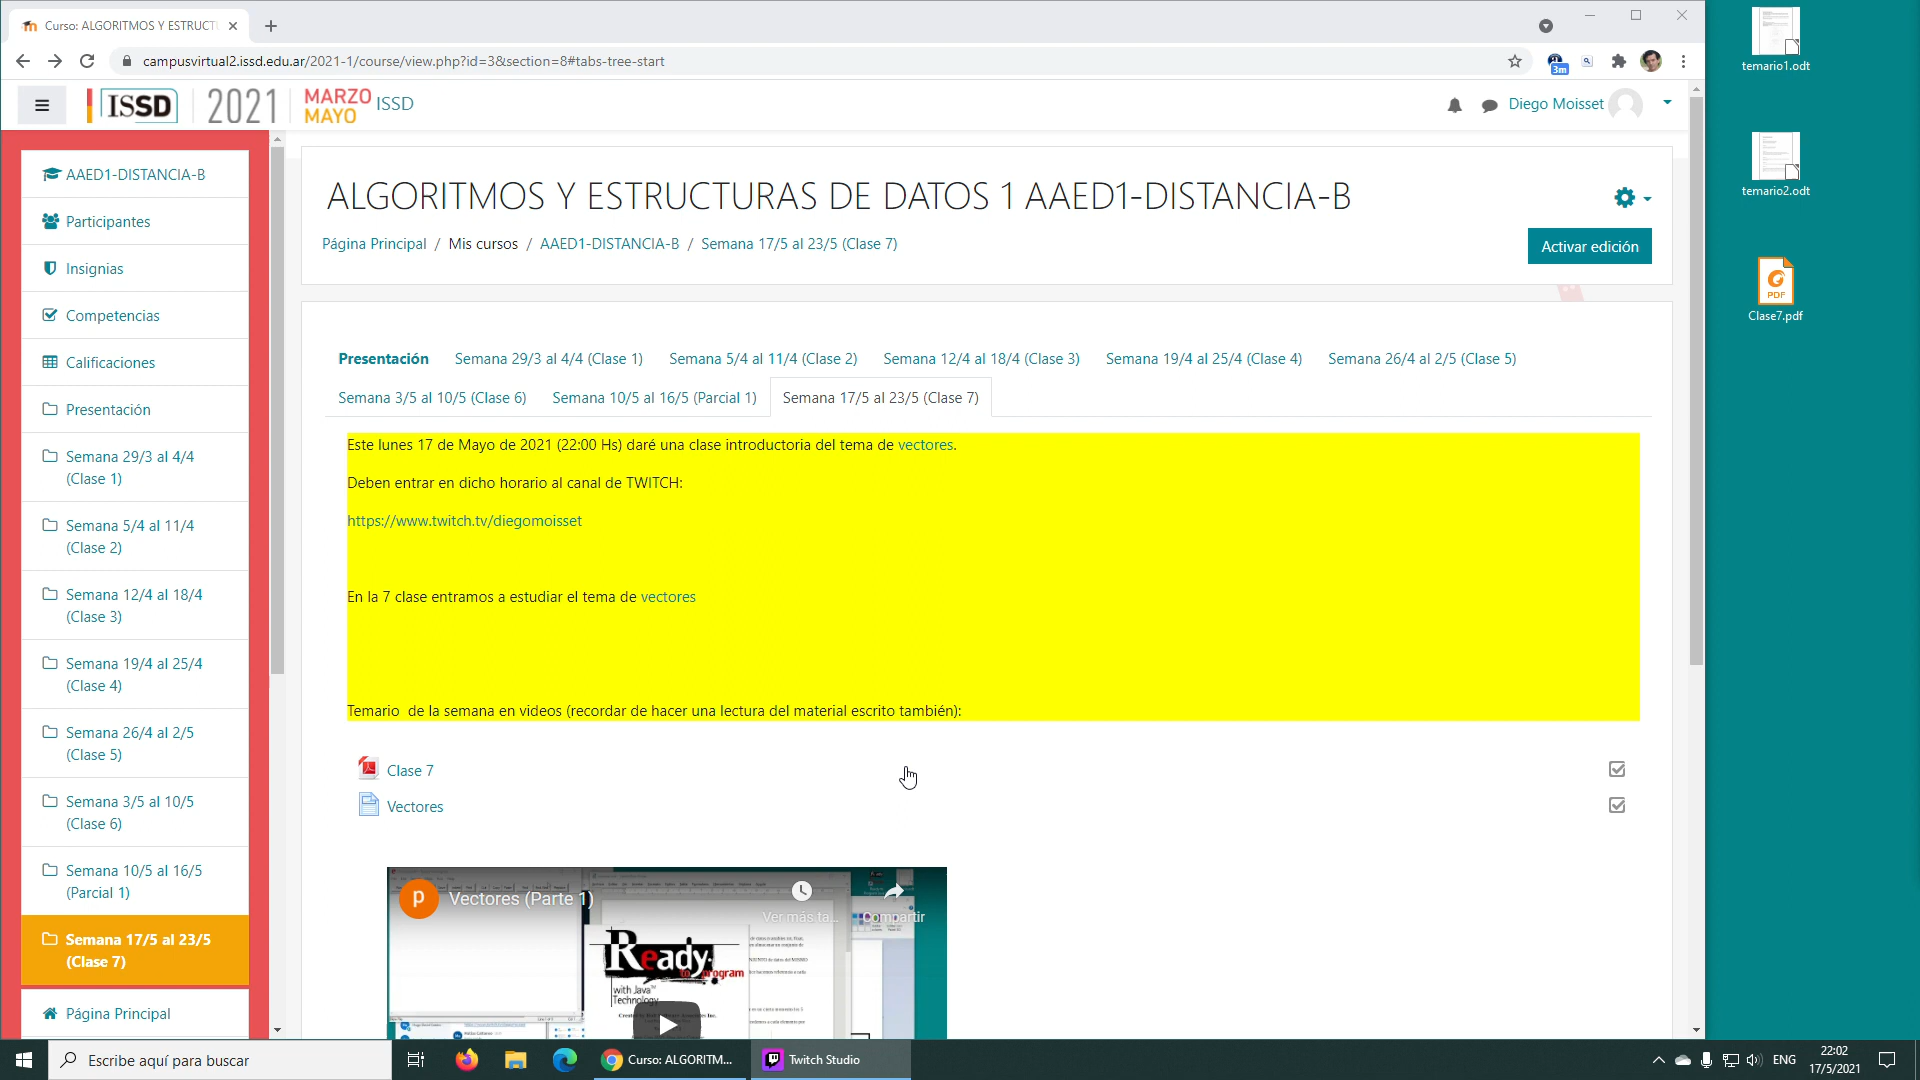 Curso: ALGORITMOS Y ESTRUCTU
campusvirtual2.issd.edu.ar/2021-1/course/view.php?id=3&section=8#tabs-tree-start
3m
ISSD 2021 MARZO MAYO ISSD
Diego Moisset
AAED1-DISTANCIA-B
Participantes
Insignias
Competencias
Calificaciones
Presentación
Semana 29/3 al 4/4
(Clase 1)
Semana 5/4 al 11/4
(Clase 2)
Semana 12/4 al 18/4
(Clase 3)
Semana 19/4 al 25/4
(Clase 4)
Semana 26/4 al 2/5
(Clase 5)
Semana 3/5 al 10/5
(Clase 6)
Semana 10/5 al 16/5
(Parcial 1)
Semana 17/5 al 23/5
(Clase 7)
Página Principal
ALGORITMOS Y ESTRUCTURAS DE DATOS 1 AAED1-DISTANCIA-B
Página Principal / Mis cursos / AAED1-DISTANCIA-B / Semana 17/5 al 23/5 (Clase 7)
Activar edición
Presentación Semana 29/3 al 4/4 (Clase 1) Semana 5/4 al 11/4 (Clase 2) Semana 12/4 al 18/4 (Clase 3) Semana 19/4 al 25/4 (Clase 4) Semana 26/4 al 2/5 (Clase 5)
Semana 3/5 al 10/5 (Clase 6) Semana 10/5 al 16/5 (Parcial 1) Semana 17/5 al 23/5 (Clase 7)
Este lunes 17 de Mayo de 2021 (22:00 Hs) daré una clase introductoria del tema de vectores.
Deben entrar en dicho horario al canal de TWITCH:
https://www.twitch.tv/diegomoisset
En la 7 clase entramos a estudiar el tema de vectores
Temario de la semana en videos (recordar de hacer una lectura del material escrito también):
Clase 7
Vectores
p Vectores (Parte 1)
Ver más ta... Compartir
Ready
to program
with Java™
Technology
temario1.odt
temario2.odt
PDF
Clase7.pdf
Escribe aquí para buscar
Curso: ALGORITM...
Twitch Studio
ENG
22:02
17/5/2021